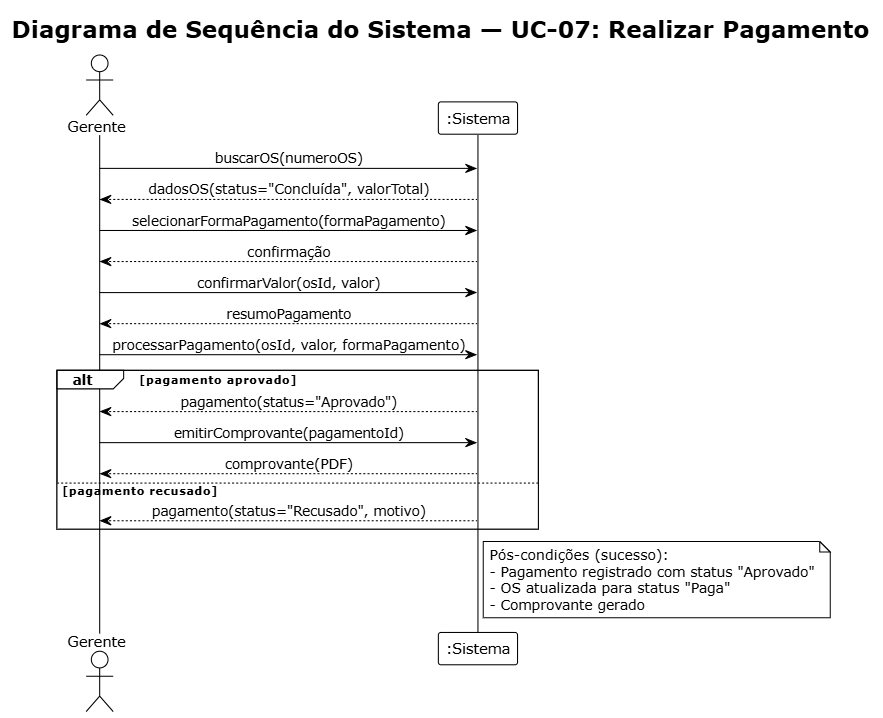 Diagrama de Sequência do Sistema — UC-07: Realizar Pagamento
Gerente
:Sistema
buscarOS(numeroOS)
dadosOS(status="Concluída", valorTotal)
selecionarFormaPagamento(formaPagamento)
confirmação
confirmarValor(osId, valor)
resumoPagamento
processarPagamento(osId, valor, formaPagamento)
alt
[pagamento aprovado]
pagamento(status="Aprovado")
emitirComprovante(pagamentoId)
comprovante(PDF)
[pagamento recusado]
pagamento(status="Recusado", motivo)
Pós-condições (sucesso):
- Pagamento registrado com status "Aprovado"
- OS atualizada para status "Paga"
- Comprovante gerado
Gerente
:Sistema